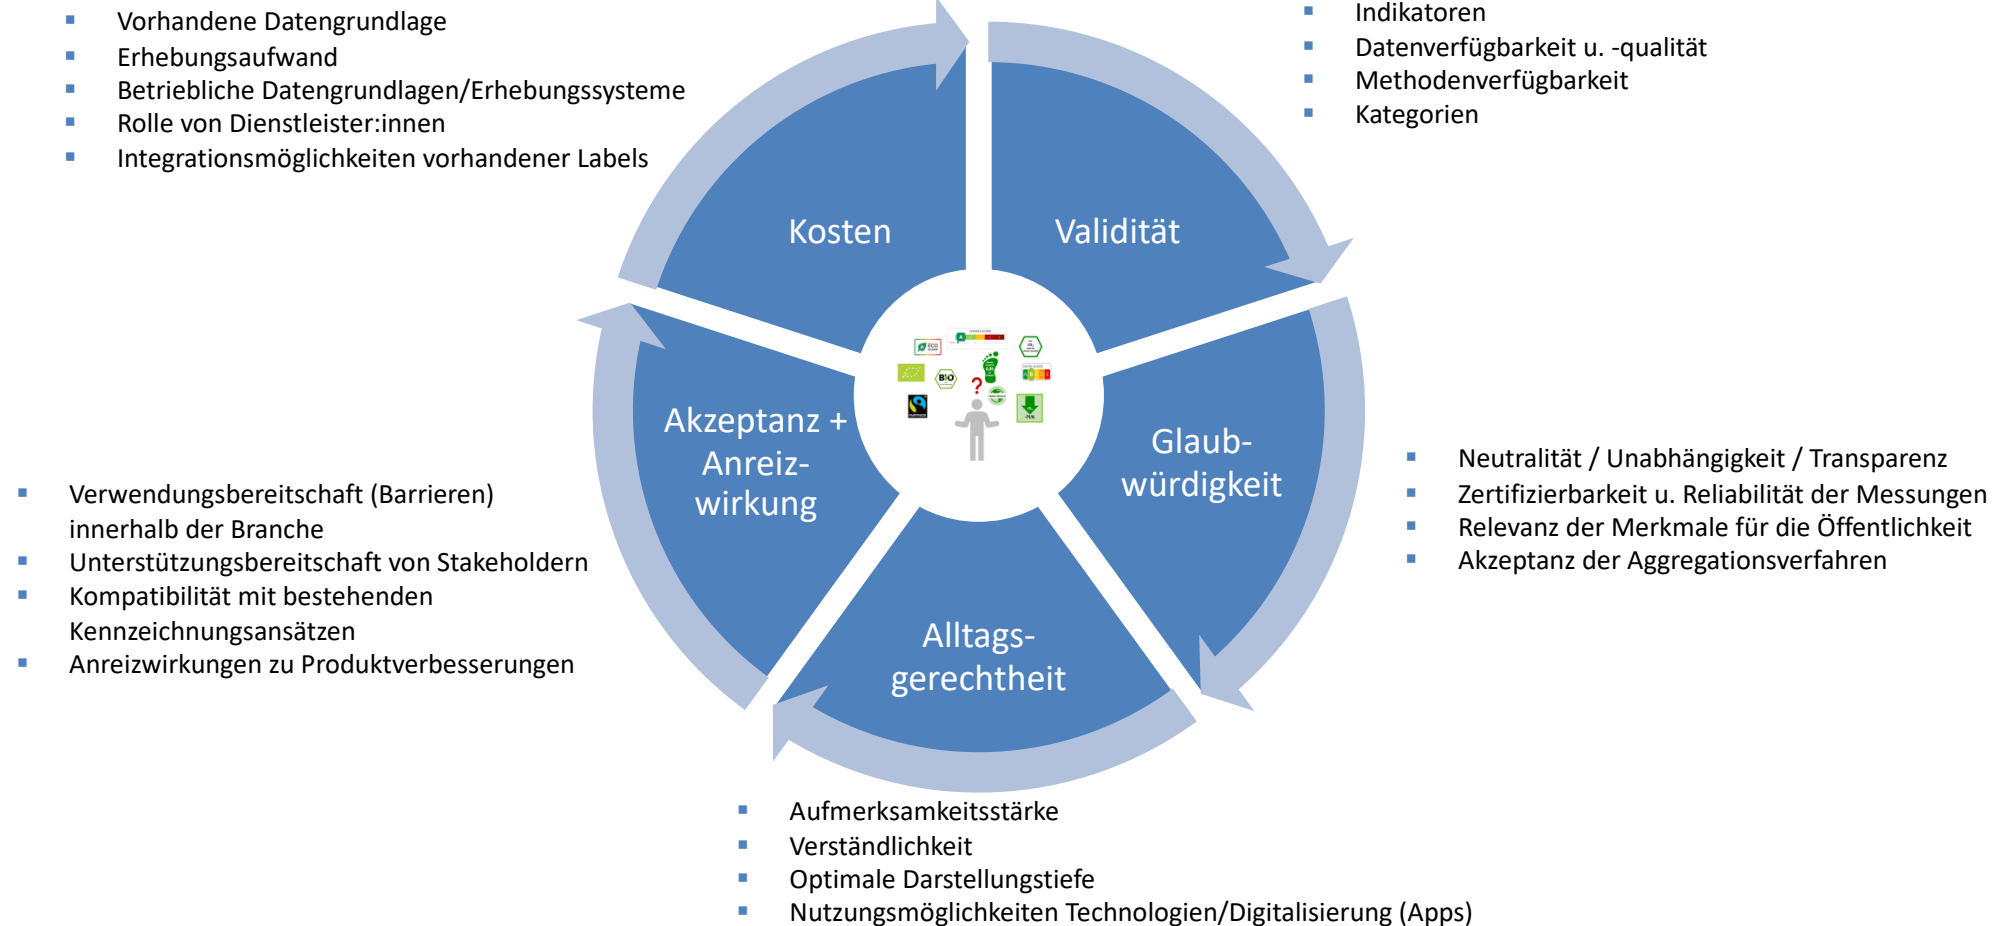 Vorhandene Datengrundlage
Erhebungsaufwand
Betriebliche Datengrundlagen/Erhebungssysteme
Rolle von Dienstleister:innen
Integrationsmöglichkeiten vorhandener Labels
Indikatoren
Datenverfügbarkeit u. -qualität
Methodenverfügbarkeit
Kategorien
Kosten
Validität
Akzeptanz +
Anreiz-
wirkung
Glaub-
würdigkeit
Alltags-
gerechtheit
ECO
BIO
?
Verwendungsbereitschaft (Barrieren)
innerhalb der Branche
Unterstützungsbereitschaft von Stakeholdern
Kompatibilität mit bestehenden
Kennzeichnungsansätzen
Anreizwirkungen zu Produktverbesserungen
Neutralität / Unabhängigkeit / Transparenz
Zertifizierbarkeit u. Reliabilität der Messungen
Relevanz der Merkmale für die Öffentlichkeit
Akzeptanz der Aggregationsverfahren
Aufmerksamkeitsstärke
Verständlichkeit
Optimale Darstellungstiefe
Nutzungsmöglichkeiten Technologien/Digitalisierung (Apps)